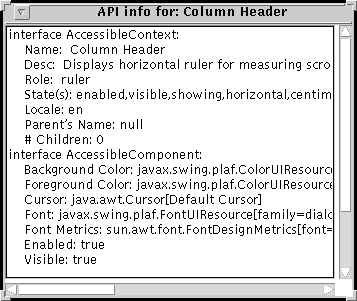 API info for: Column Header
interface AccessibleContext:
Name: Column Header
Desc: Displays horizontal ruler for measuring scro
Role: ruler
State(s): enabled,visible,showing,horizontal,centim
Locale: en
Parent's Name: null
# Children: 0
interface AccessibleComponent:
Background Color: javax.swing.plaf.ColorUIResource
Foreground Color: javax.swing.plaf.ColorUIResource
Cursor: java.awt.Cursor[Default Cursor]
Font: javax.swing.plaf.FontUIResource[family=dialo
Font Metrics: sun.awt.font.FontDesignMetrics[font=
Enabled: true
Visible: true